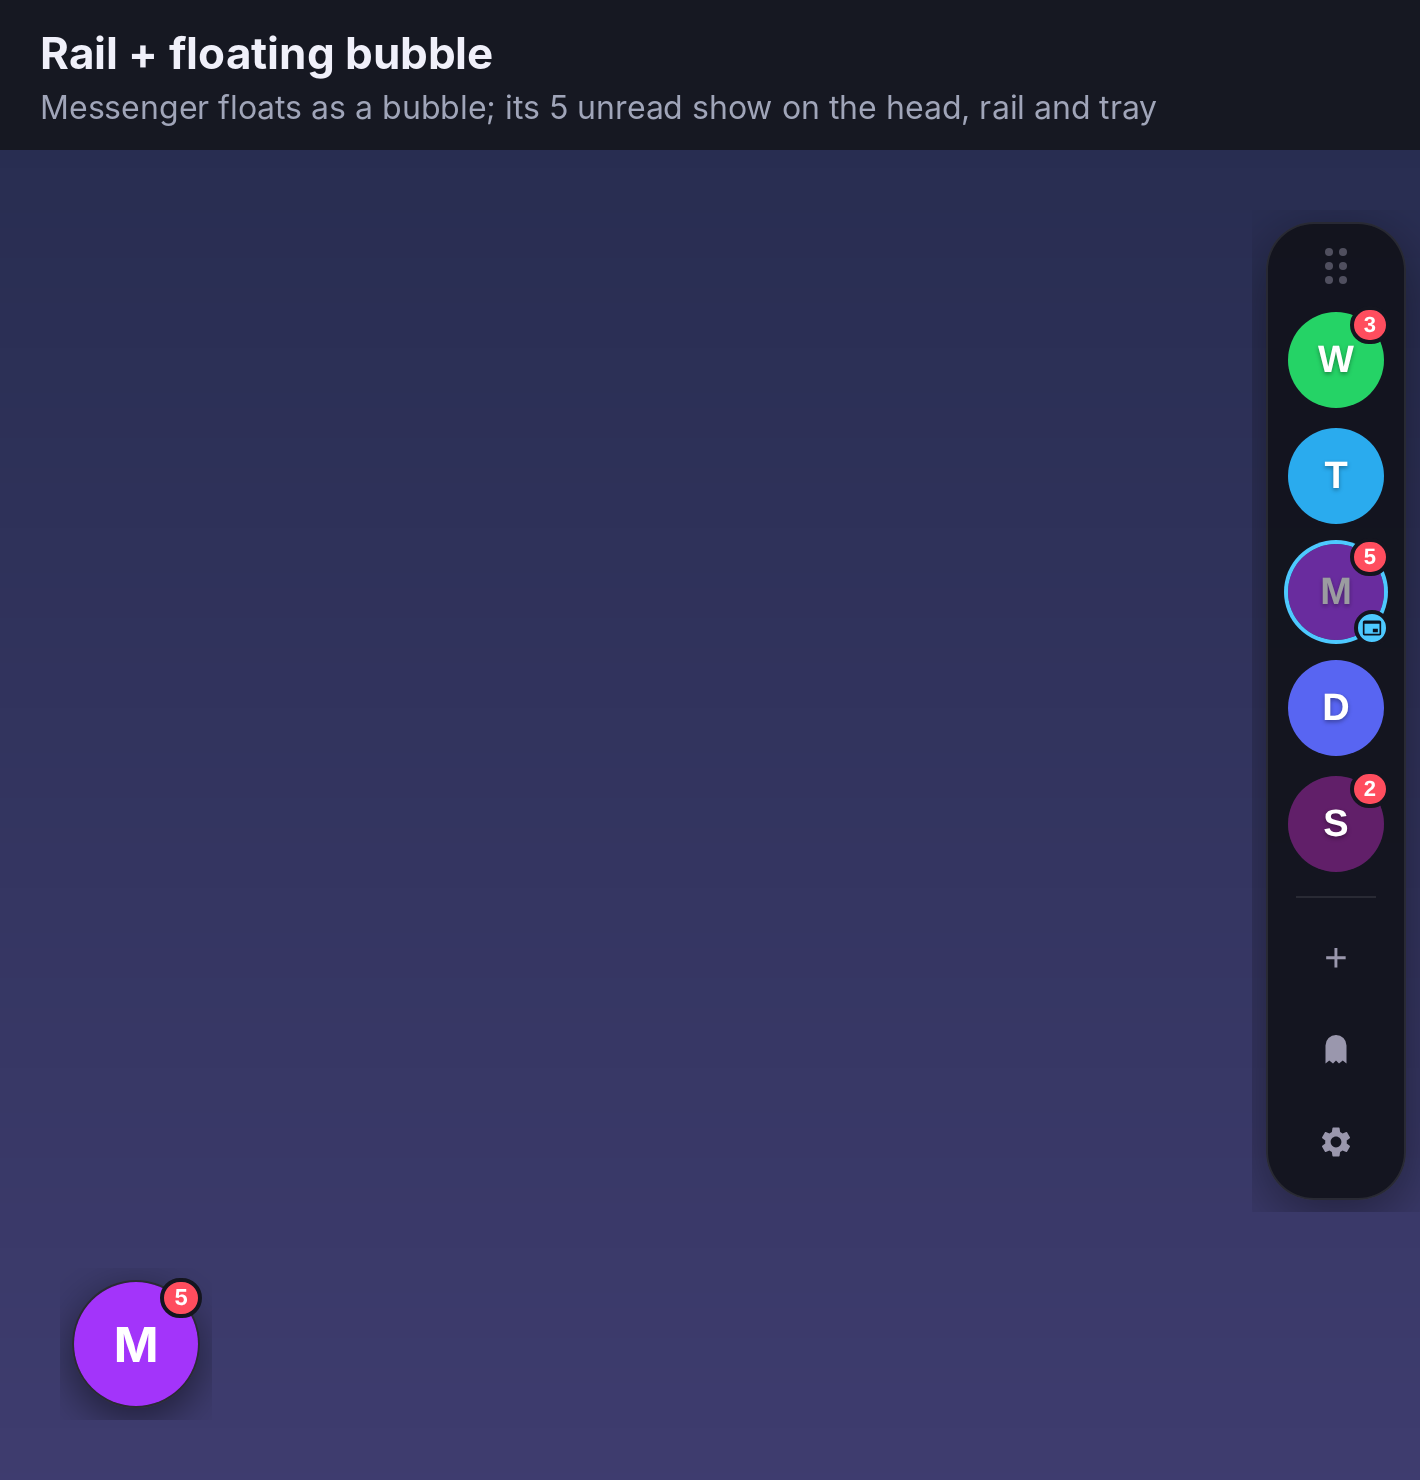 Rail + floating bubble
Messenger floats as a bubble; its 5 unread show on the head, rail and tray
3
W
T
5
M
D
2
S
5
M